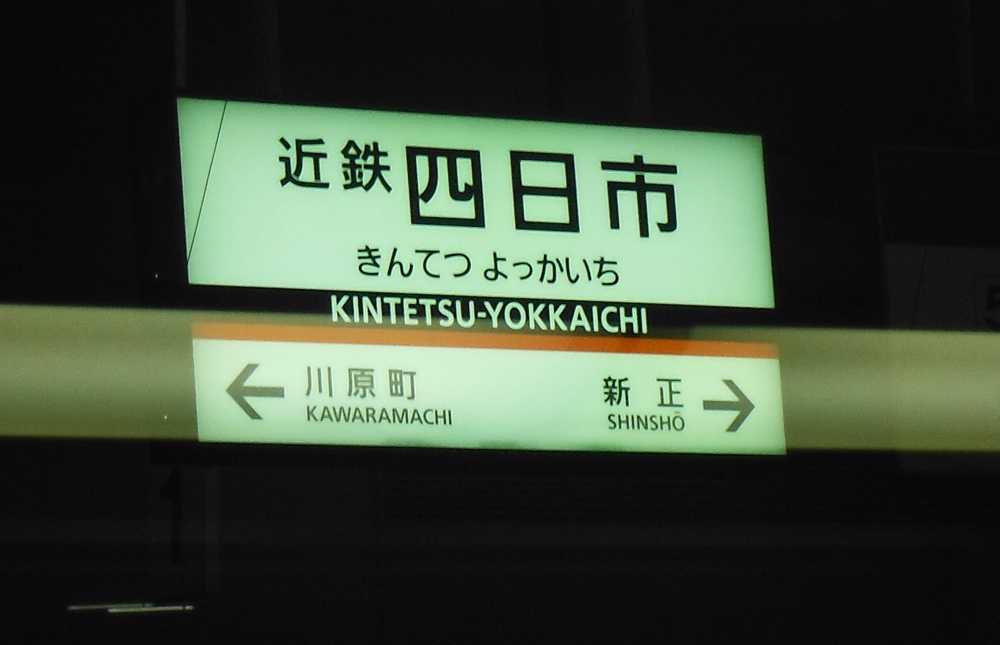 近鉄四日市
きんてつ よっかいち
KINTETSU-YOKKAICHI
← 川原町
KAWARAMACHI
新正 →
SHINSHŌ
1